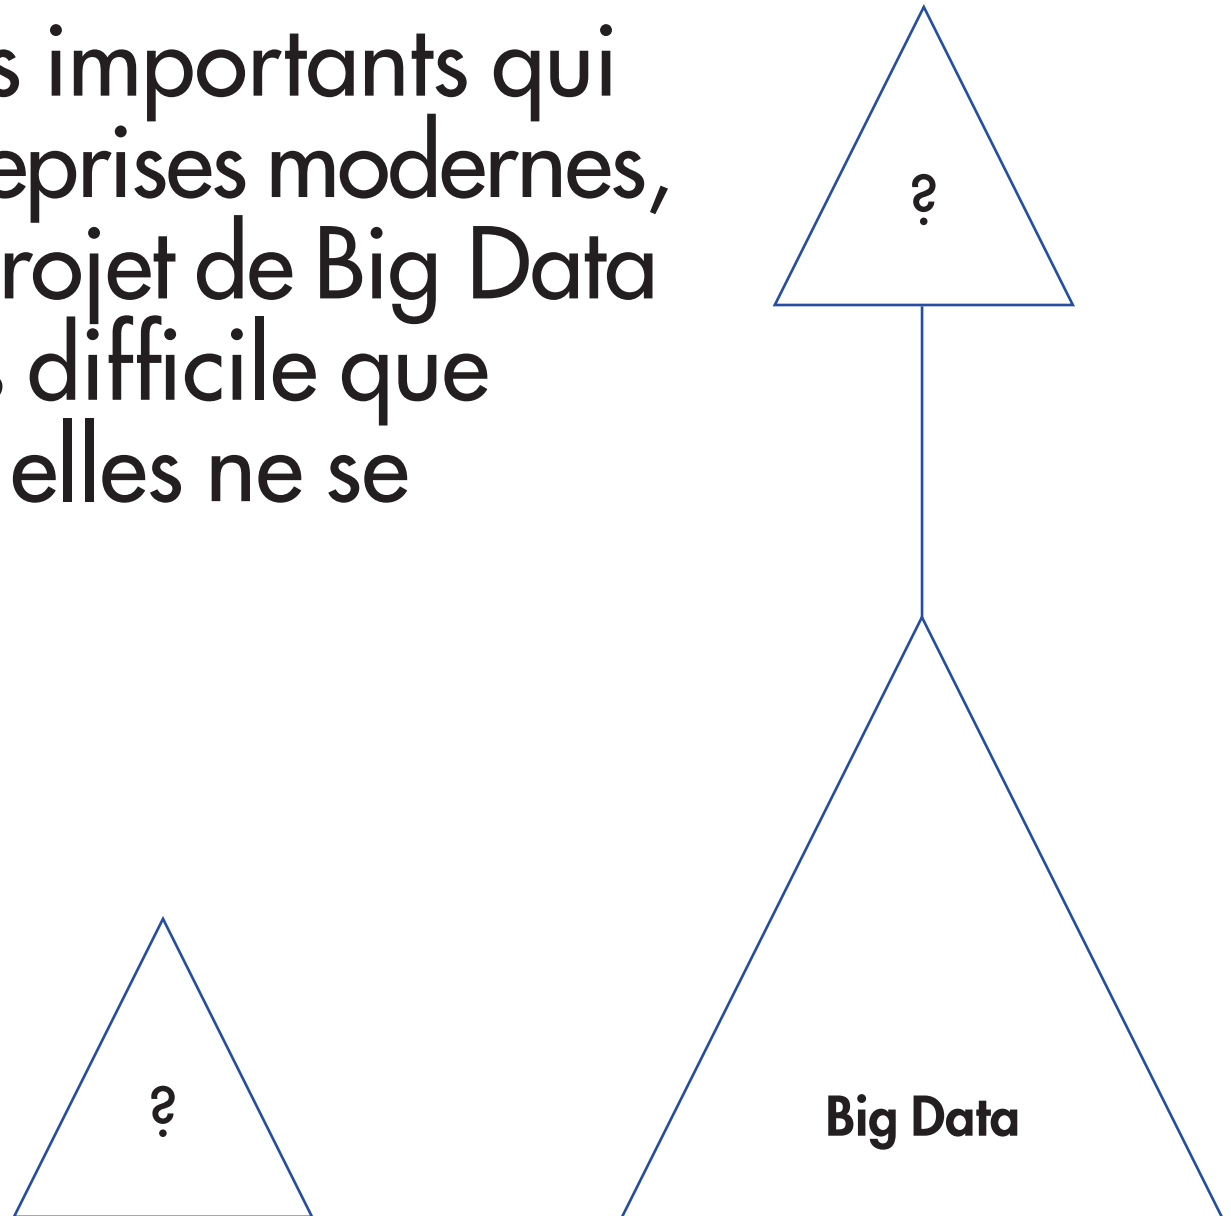 s importants qui
eprises modernes,
rojet de Big Data
s difficile que
elles ne se
?
?
Big Data